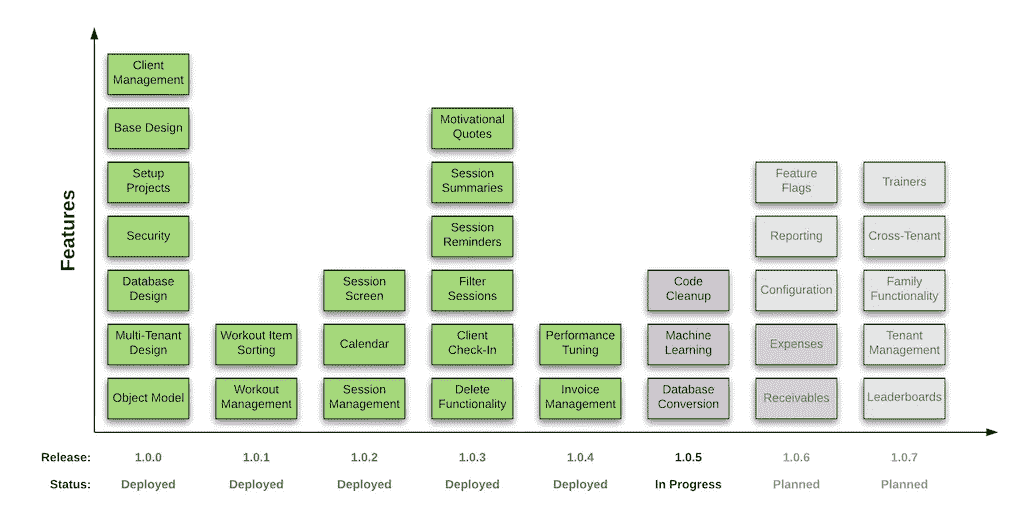 Client
Management
Base Design
Motivational
Quotes
Setup
Projects
Session
Summaries
Feature
Flags
Trainers
Security
Session
Reminders
Reporting
Cross-Tenant
Database
Design
Session
Screen
Filter
Sessions
Code
Cleanup
Configuration
Family
Functionality
Multi-Tenant
Design
Workout Item
Sorting
Calendar
Client
Check-In
Performance
Tuning
Machine
Learning
Expenses
Tenant
Management
Object Model
Workout
Management
Session
Management
Delete
Functionality
Invoice
Management
Database
Conversion
Receivables
Leaderboards
Features
Release: 1.0.0 1.0.1 1.0.2 1.0.3 1.0.4 1.0.5 1.0.6 1.0.7
Status: Deployed Deployed Deployed Deployed Deployed In Progress Planned Planned